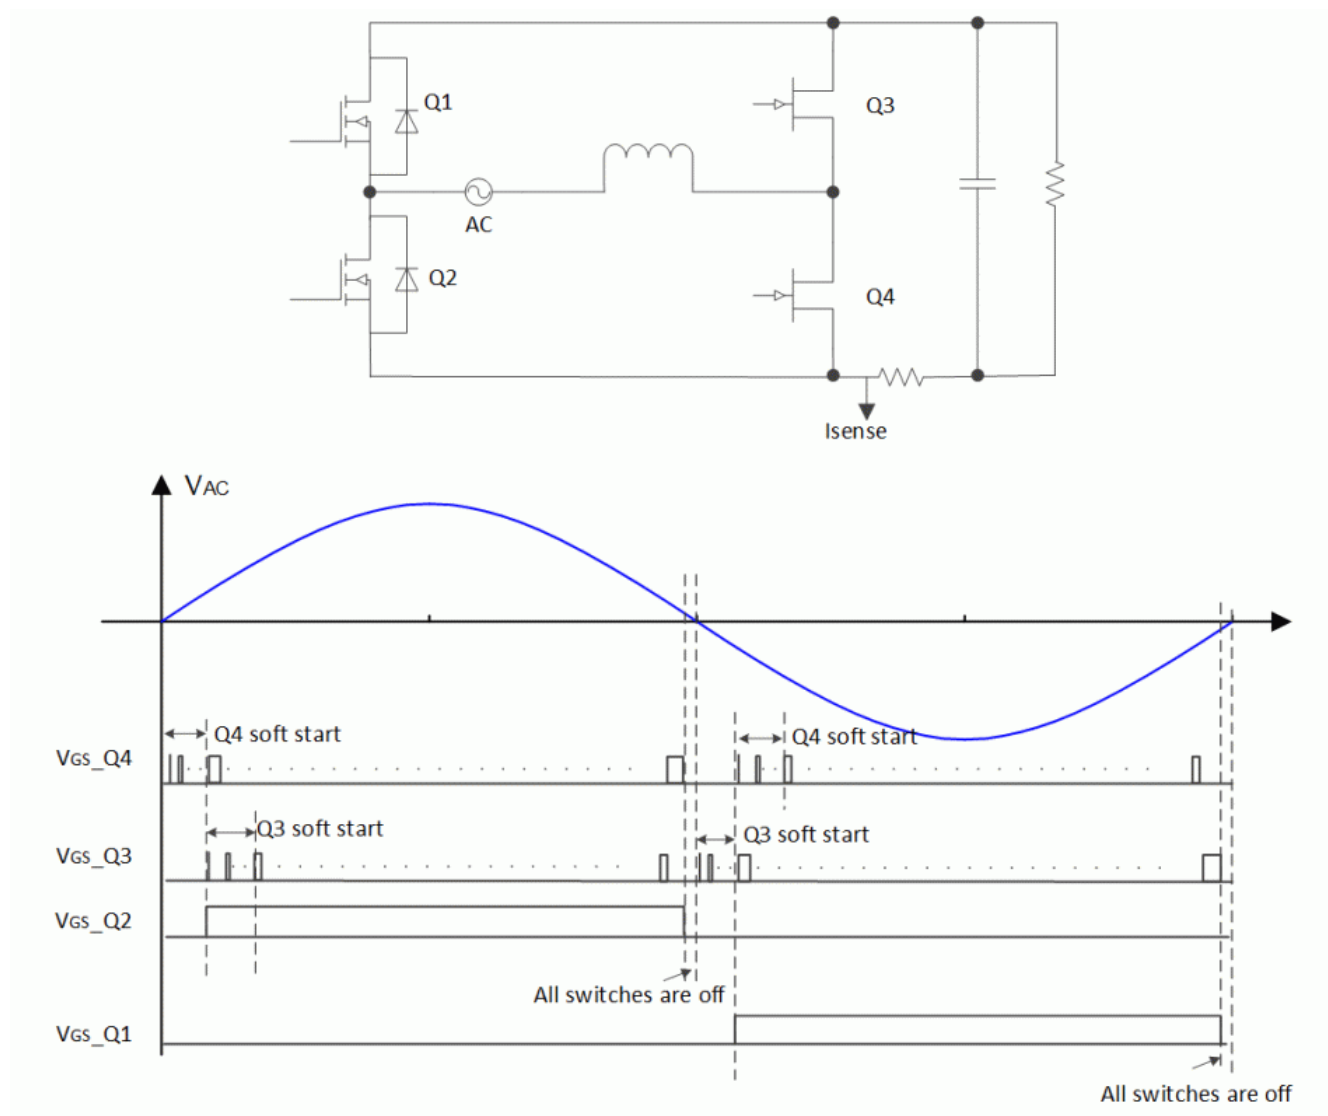 Q1
Q3
AC
Q2
Q4
Isense
VAC
Q4 soft start
Q4 soft start
VGS_Q4
Q3 soft start
Q3 soft start
VGS_Q3
VGS_Q2
All switches are off
VGS_Q1
All switches are off